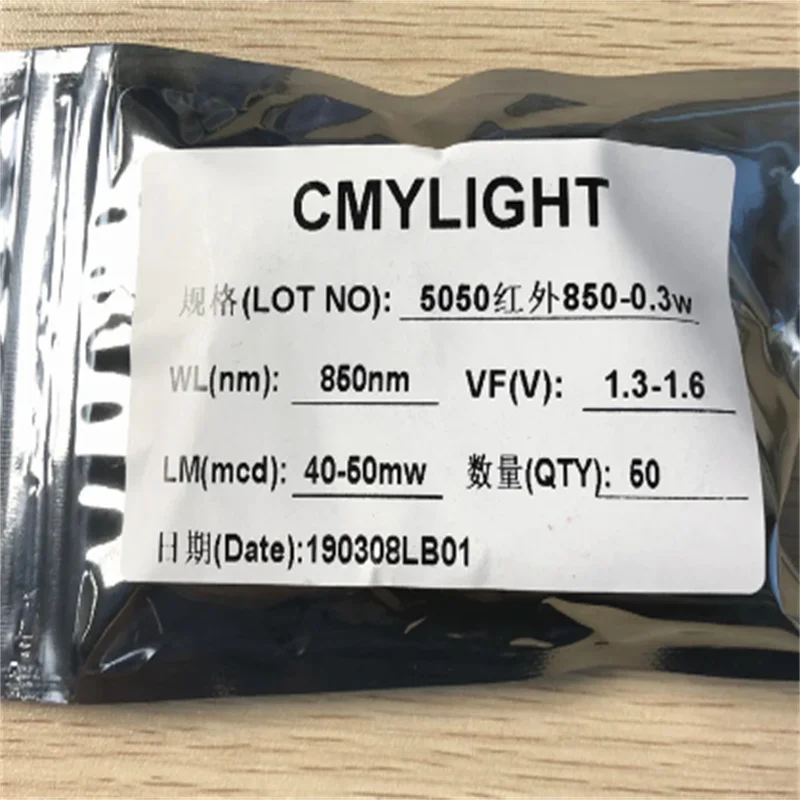 CMYLIGHT
规格(LOT NO): 5050红外850-0.3w
WL(nm): 850nm VF(V): 1.3-1.6
LM(mcd): 40-50mw 数量(QTY): 50
日期(Date):190308LB01